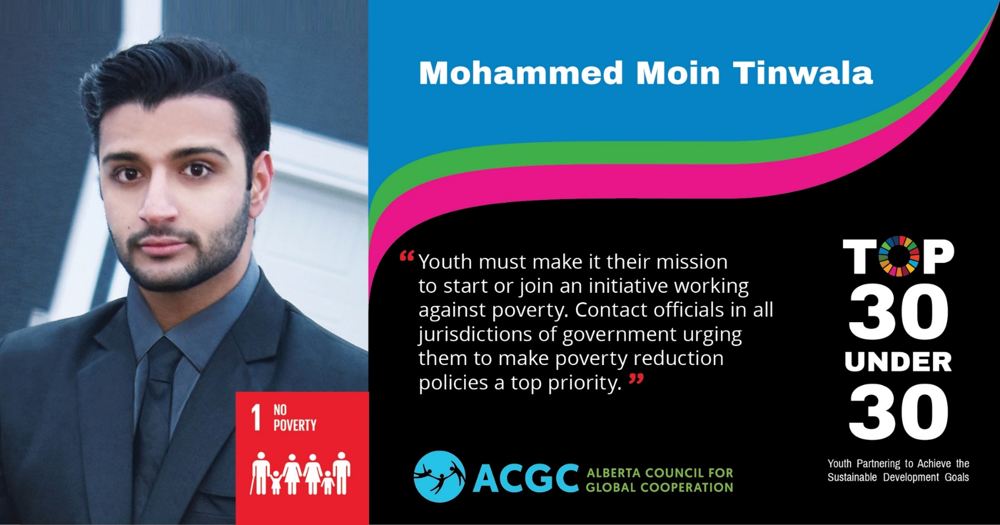 Mohammed Moin Tinwala
“Youth must make it their mission
to start or join an initiative working
against poverty. Contact officials in all
jurisdictions of government urging
them to make poverty reduction
policies a top priority.”
TOP
30
UNDER
30
Youth Partnering to Achieve the
Sustainable Development Goals
1 NO
POVERTY
ACGC ALBERTA COUNCIL FOR
GLOBAL COOPERATION